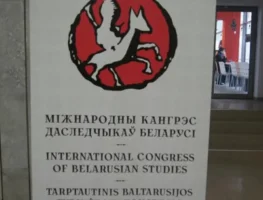 МІЖНАРОДНЫ КАНГРЭС
ДАСЛЕДЧЫКАЎ БЕЛАРУСІ
INTERNATIONAL CONGRESS
OF BELARUSIAN STUDIES
TARPTAUTINIS BALTARUSIJOS